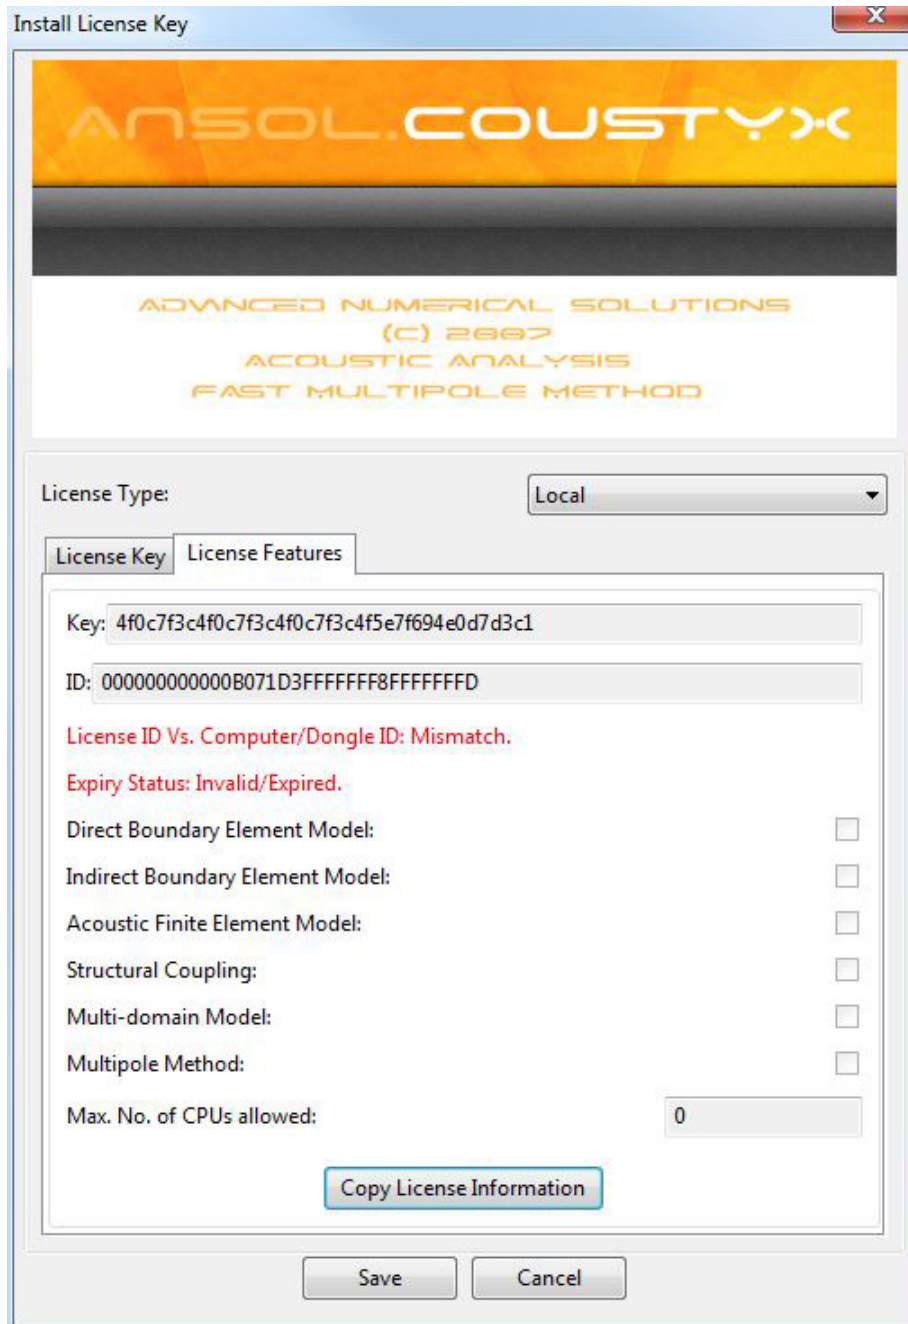 Install License Key
ANSOL.COUSTYX
ADVANCED NUMERICAL SOLUTIONS
(C) 2007
ACOUSTIC ANALYSIS
FAST MULTIPOLE METHOD
License Type:
Local
License Key
License Features
Key: 4f0c7f3c4f0c7f3c4f0c7f3c4f5e7f694e0d7d3c1
ID: 000000000000B071D3FFFFFFF8FFFFFFFD
License ID Vs. Computer/Dongle ID: Mismatch.
Expiry Status: Invalid/Expired.
Direct Boundary Element Model:
Indirect Boundary Element Model:
Acoustic Finite Element Model:
Structural Coupling:
Multi-domain Model:
Multipole Method:
Max. No. of CPUs allowed: 0
Copy License Information
Save
Cancel